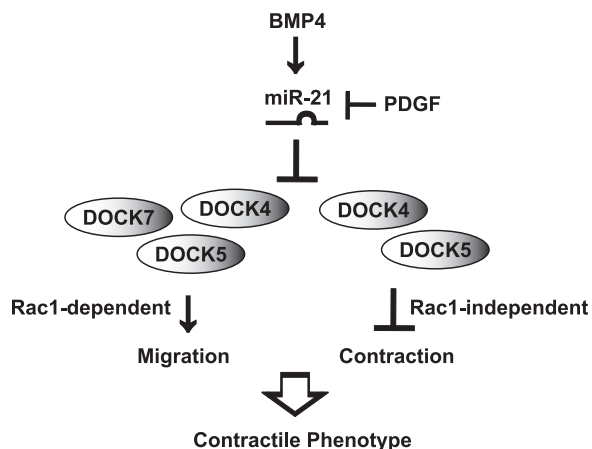 BMP4
miR-21
PDGF
DOCK7
DOCK4
DOCK5
DOCK4
DOCK5
Rac1-dependent
Rac1-independent
Migration
Contraction
Contractile Phenotype